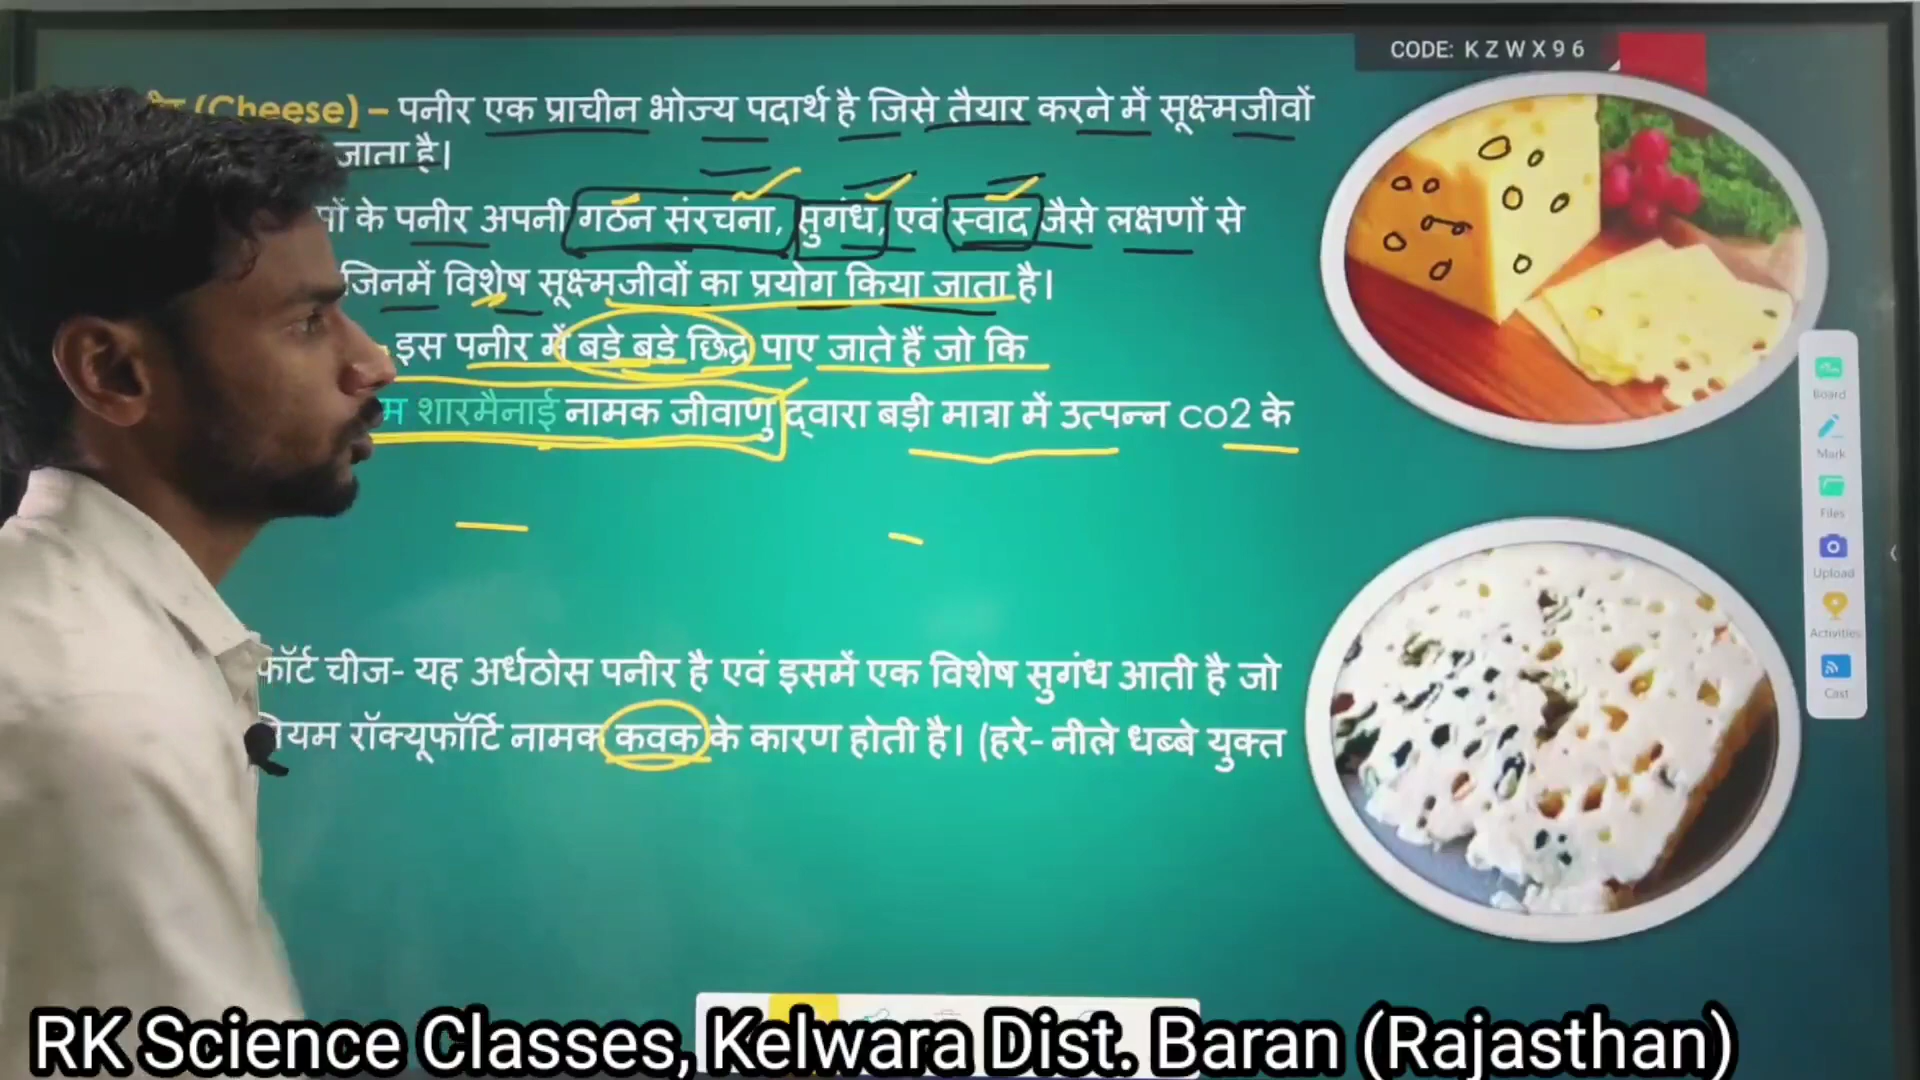 CODE: KZWX96
(Cheese) – पनीर एक प्राचीन भोज्य पदार्थ है जिसे तैयार करने में सूक्ष्मजीवों
जाता है।
के पनीर अपनी गठन संरचना, सुगंध, एवं स्वाद जैसे लक्षणों से
जिनमें विशेष सूक्ष्मजीवों का प्रयोग किया जाता है।
- इस पनीर में बडे बडे छिद्र पाए जाते हैं जो कि
शारमैनाई नामक जीवाणु द्वारा बड़ी मात्रा में उत्पन्न co2 के
फॉर्ट चीज- यह अर्धठोस पनीर है एवं इसमें एक विशेष सुगंध आती है जो
रॉक्यूफॉर्टि नामक कवक के कारण होती है। (हरे- नीले धब्बे युक्त
Board
Mark
Files
Upload
Activities
Cast
RK Science Classes, Kelwara Dist. Baran (Rajasthan)